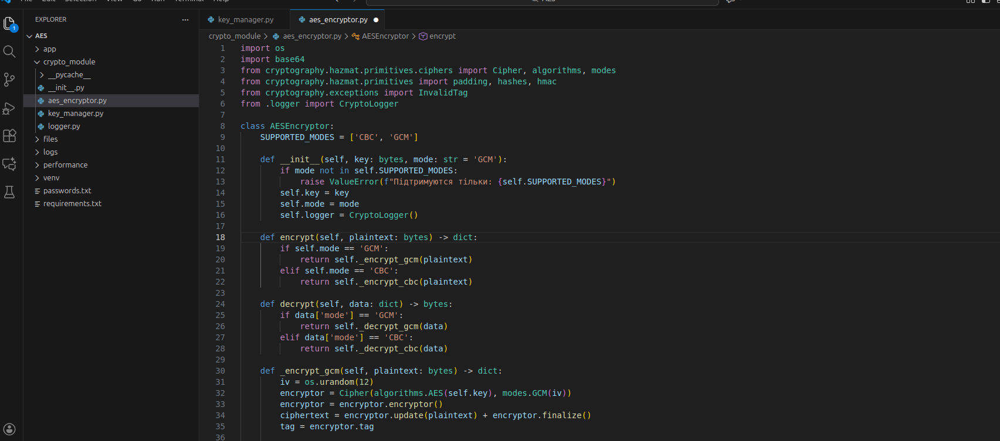 File Edit Selection View Go Run Terminal Help
AES
EXPLORER
key_manager.py
aes_encryptor.py
AES
app
crypto_module
__pycache__
__init__.py
aes_encryptor.py
key_manager.py
logger.py
files
logs
performance
venv
passwords.txt
requirements.txt
1
crypto_module > aes_encryptor.py > AESEncryptor > encrypt
1 import os
2 import base64
3 from cryptography.hazmat.primitives.ciphers import Cipher, algorithms, modes
4 from cryptography.hazmat.primitives import padding, hashes, hmac
5 from cryptography.exceptions import InvalidTag
6 from .logger import CryptoLogger
7
8 class AESEncryptor:
9     SUPPORTED_MODES = ['CBC', 'GCM']
10
11     def __init__(self, key: bytes, mode: str = 'GCM'):
12         if mode not in self.SUPPORTED_MODES:
13             raise ValueError(f"Підтримуются тільки: {self.SUPPORTED_MODES}")
14         self.key = key
15         self.mode = mode
16         self.logger = CryptoLogger()
17
18     def encrypt(self, plaintext: bytes) -> dict:
19         if self.mode == 'GCM':
20             return self._encrypt_gcm(plaintext)
21         elif self.mode == 'CBC':
22             return self._encrypt_cbc(plaintext)
23
24     def decrypt(self, data: dict) -> bytes:
25         if data['mode'] == 'GCM':
26             return self._decrypt_gcm(data)
27         elif data['mode'] == 'CBC':
28             return self._decrypt_cbc(data)
29
30     def _encrypt_gcm(self, plaintext: bytes) -> dict:
31         iv = os.urandom(12)
32         encryptor = Cipher(algorithms.AES(self.key), modes.GCM(iv))
33         encryptor = encryptor.encryptor()
34         ciphertext = encryptor.update(plaintext) + encryptor.finalize()
35         tag = encryptor.tag
36